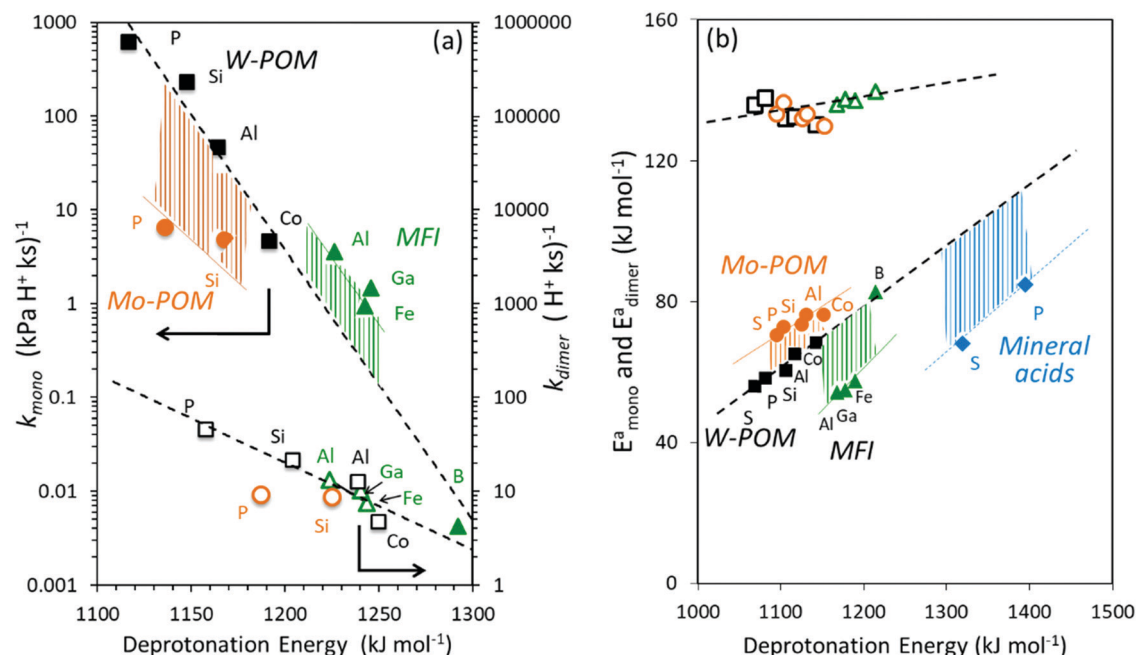 (a)
k_mono (kPa H⁺ ks)⁻¹
1000
100
10
1
0.1
0.01
0.001
1000000
100000
10000
1000
100
10
1
k_dimer (H⁺ ks)⁻¹
P
W-POM
Si
Al
Co
P
Si
Mo-POM
Al
MFI
Ga
Fe
P
Si
Al
Al
Ga
Fe
B
P
Si
Co
1100 1150 1200 1250 1300
Deprotonation Energy (kJ mol⁻¹)
(b)
Eᵃmono and Eᵃdimer (kJ mol⁻¹)
160
120
80
40
0
Mo-POM
S
P
Si
Al
Co
B
S
P
Si
Al
Co
W-POM
Al
Ga
Fe
MFI
P
S
Mineral
acids
1000 1100 1200 1300 1400 1500
Deprotonation Energy (kJ mol⁻¹)